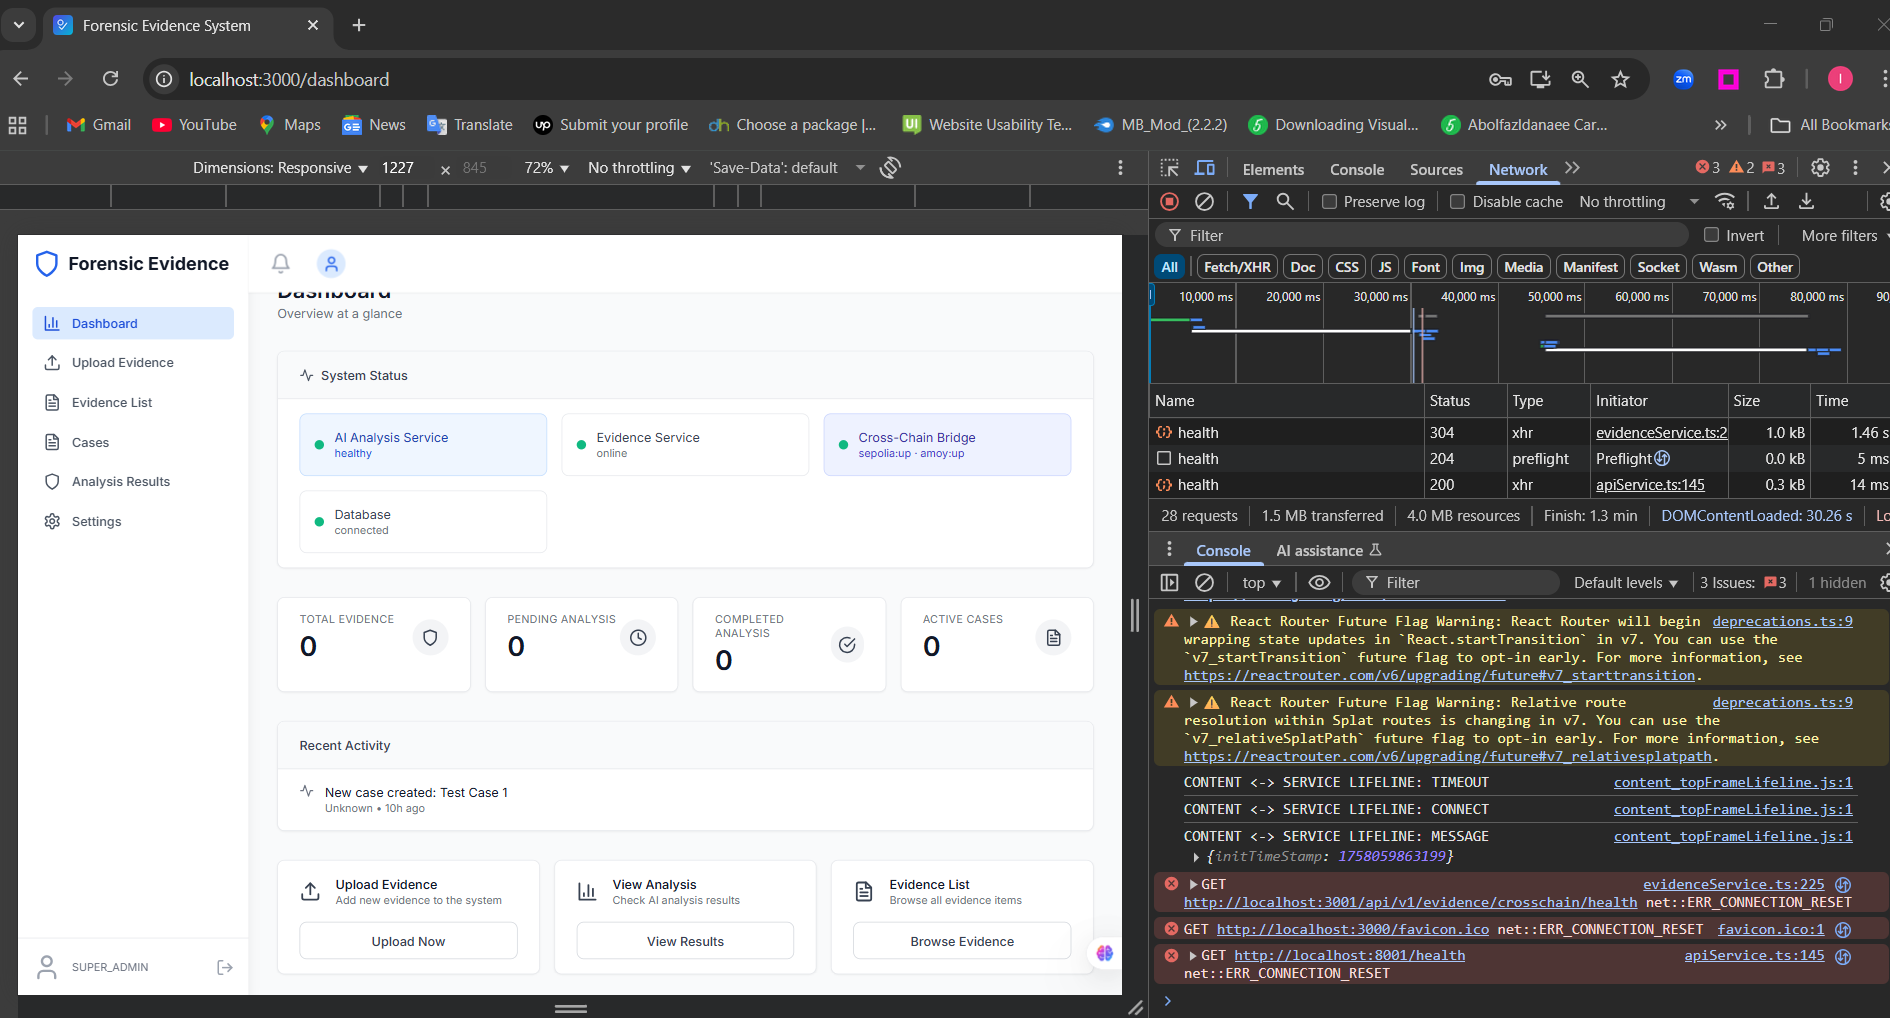 Forensic Evidence System
localhost:3000/dashboard
zm
I
Gmail
YouTube
Maps
News
Translate
up Submit your profile
dh Choose a package |...
UI Website Usability Te...
MB_Mod_(2.2.2)
5 Downloading Visual...
5 Abolfazldanaee Car...
»
All Bookmarks
Dimensions: Responsive ▼ 1227 x 845 72% ▼ No throttling ▼ 'Save-Data': default
Elements Console Sources Network 3 2 3
Preserve log Disable cache No throttling
Filter Invert More filters
All Fetch/XHR Doc CSS JS Font Img Media Manifest Socket Wasm Other
10,000 ms 20,000 ms 30,000 ms 40,000 ms 50,000 ms 60,000 ms 70,000 ms 80,000 ms 90
Name Status Type Initiator Size Time
health 304 xhr evidenceService.ts:2 1.0 kB 1.46 s
health 204 preflight Preflight 0.0 kB 5 ms
health 200 xhr apiService.ts:145 0.3 kB 14 ms
28 requests 1.5 MB transferred 4.0 MB resources Finish: 1.3 min DOMContentLoaded: 30.26 s Lo
Console AI assistance
top ▼ Filter Default levels ▼ 3 Issues: 3 1 hidden
React Router Future Flag Warning: React Router will begin deprecations.ts:9
wrapping state updates in `React.startTransition` in v7. You can use the
`v7_startTransition` future flag to opt-in early. For more information, see
https://reactrouter.com/v6/upgrading/future#v7_starttransition.
React Router Future Flag Warning: Relative route deprecations.ts:9
resolution within Splat routes is changing in v7. You can use the
`v7_relativeSplatPath` future flag to opt-in early. For more information, see
https://reactrouter.com/v6/upgrading/future#v7_relativesplatpath.
CONTENT <-> SERVICE LIFELINE: TIMEOUT content_topFrameLifeline.js:1
CONTENT <-> SERVICE LIFELINE: CONNECT content_topFrameLifeline.js:1
CONTENT <-> SERVICE LIFELINE: MESSAGE content_topFrameLifeline.js:1
{initTimeStamp: 1758059863199}
GET evidenceService.ts:225
http://localhost:3001/api/v1/evidence/crosschain/health net::ERR_CONNECTION_RESET
GET http://localhost:3000/favicon.ico net::ERR_CONNECTION_RESET favicon.ico:1
GET http://localhost:8001/health apiService.ts:145
net::ERR_CONNECTION_RESET
Forensic Evidence
Dashboard
Upload Evidence
Evidence List
Cases
Analysis Results
Settings
SUPER_ADMIN
Dashboard
Overview at a glance
System Status
AI Analysis Service
healthy
Evidence Service
online
Cross-Chain Bridge
sepolia:up · amoy:up
Database
connected
TOTAL EVIDENCE
0
PENDING ANALYSIS
0
COMPLETED
ANALYSIS
0
ACTIVE CASES
0
Recent Activity
New case created: Test Case 1
Unknown • 10h ago
Upload Evidence
Add new evidence to the system
Upload Now
View Analysis
Check AI analysis results
View Results
Evidence List
Browse all evidence items
Browse Evidence